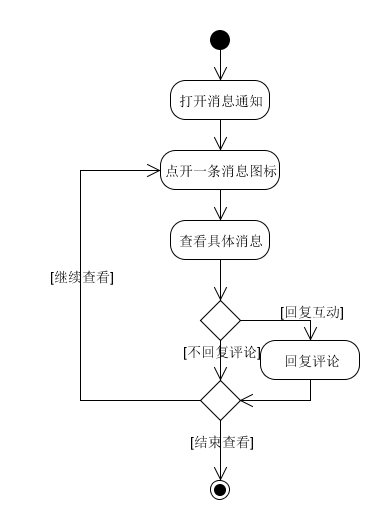 打开消息通知
点开一条消息图标
查看具体消息
[继续查看]
[回复互动]
[不回复评论]
回复评论
[结束查看]